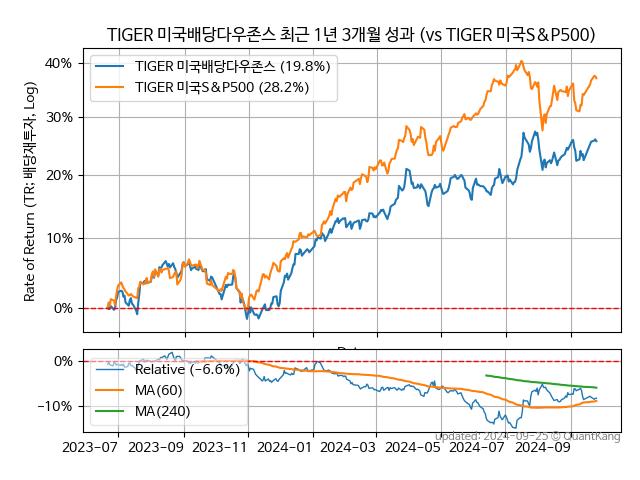 TIGER 미국배당다우존스 최근 1년 3개월 성과 (vs TIGER 미국S&P500)
40%
30%
20%
10%
0%
Rate of Return (TR: 배당재투자, Log)
TIGER 미국배당다우존스 (19.8%)
TIGER 미국S&P500 (28.2%)
0%
−10%
Relative (−6.6%)
MA(60)
MA(240)
updated: 2024-09-25 © QuantKang
2023-07 2023-09 2023-11 2024-01 2024-03 2024-05 2024-07 2024-09